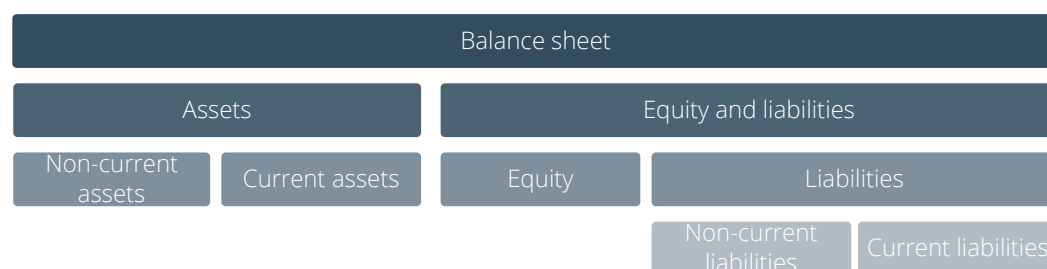 Balance sheet
Assets
Equity and liabilities
Non-current
assets
Current assets
Equity
Liabilities
Non-current
liabilities
Current liabilities